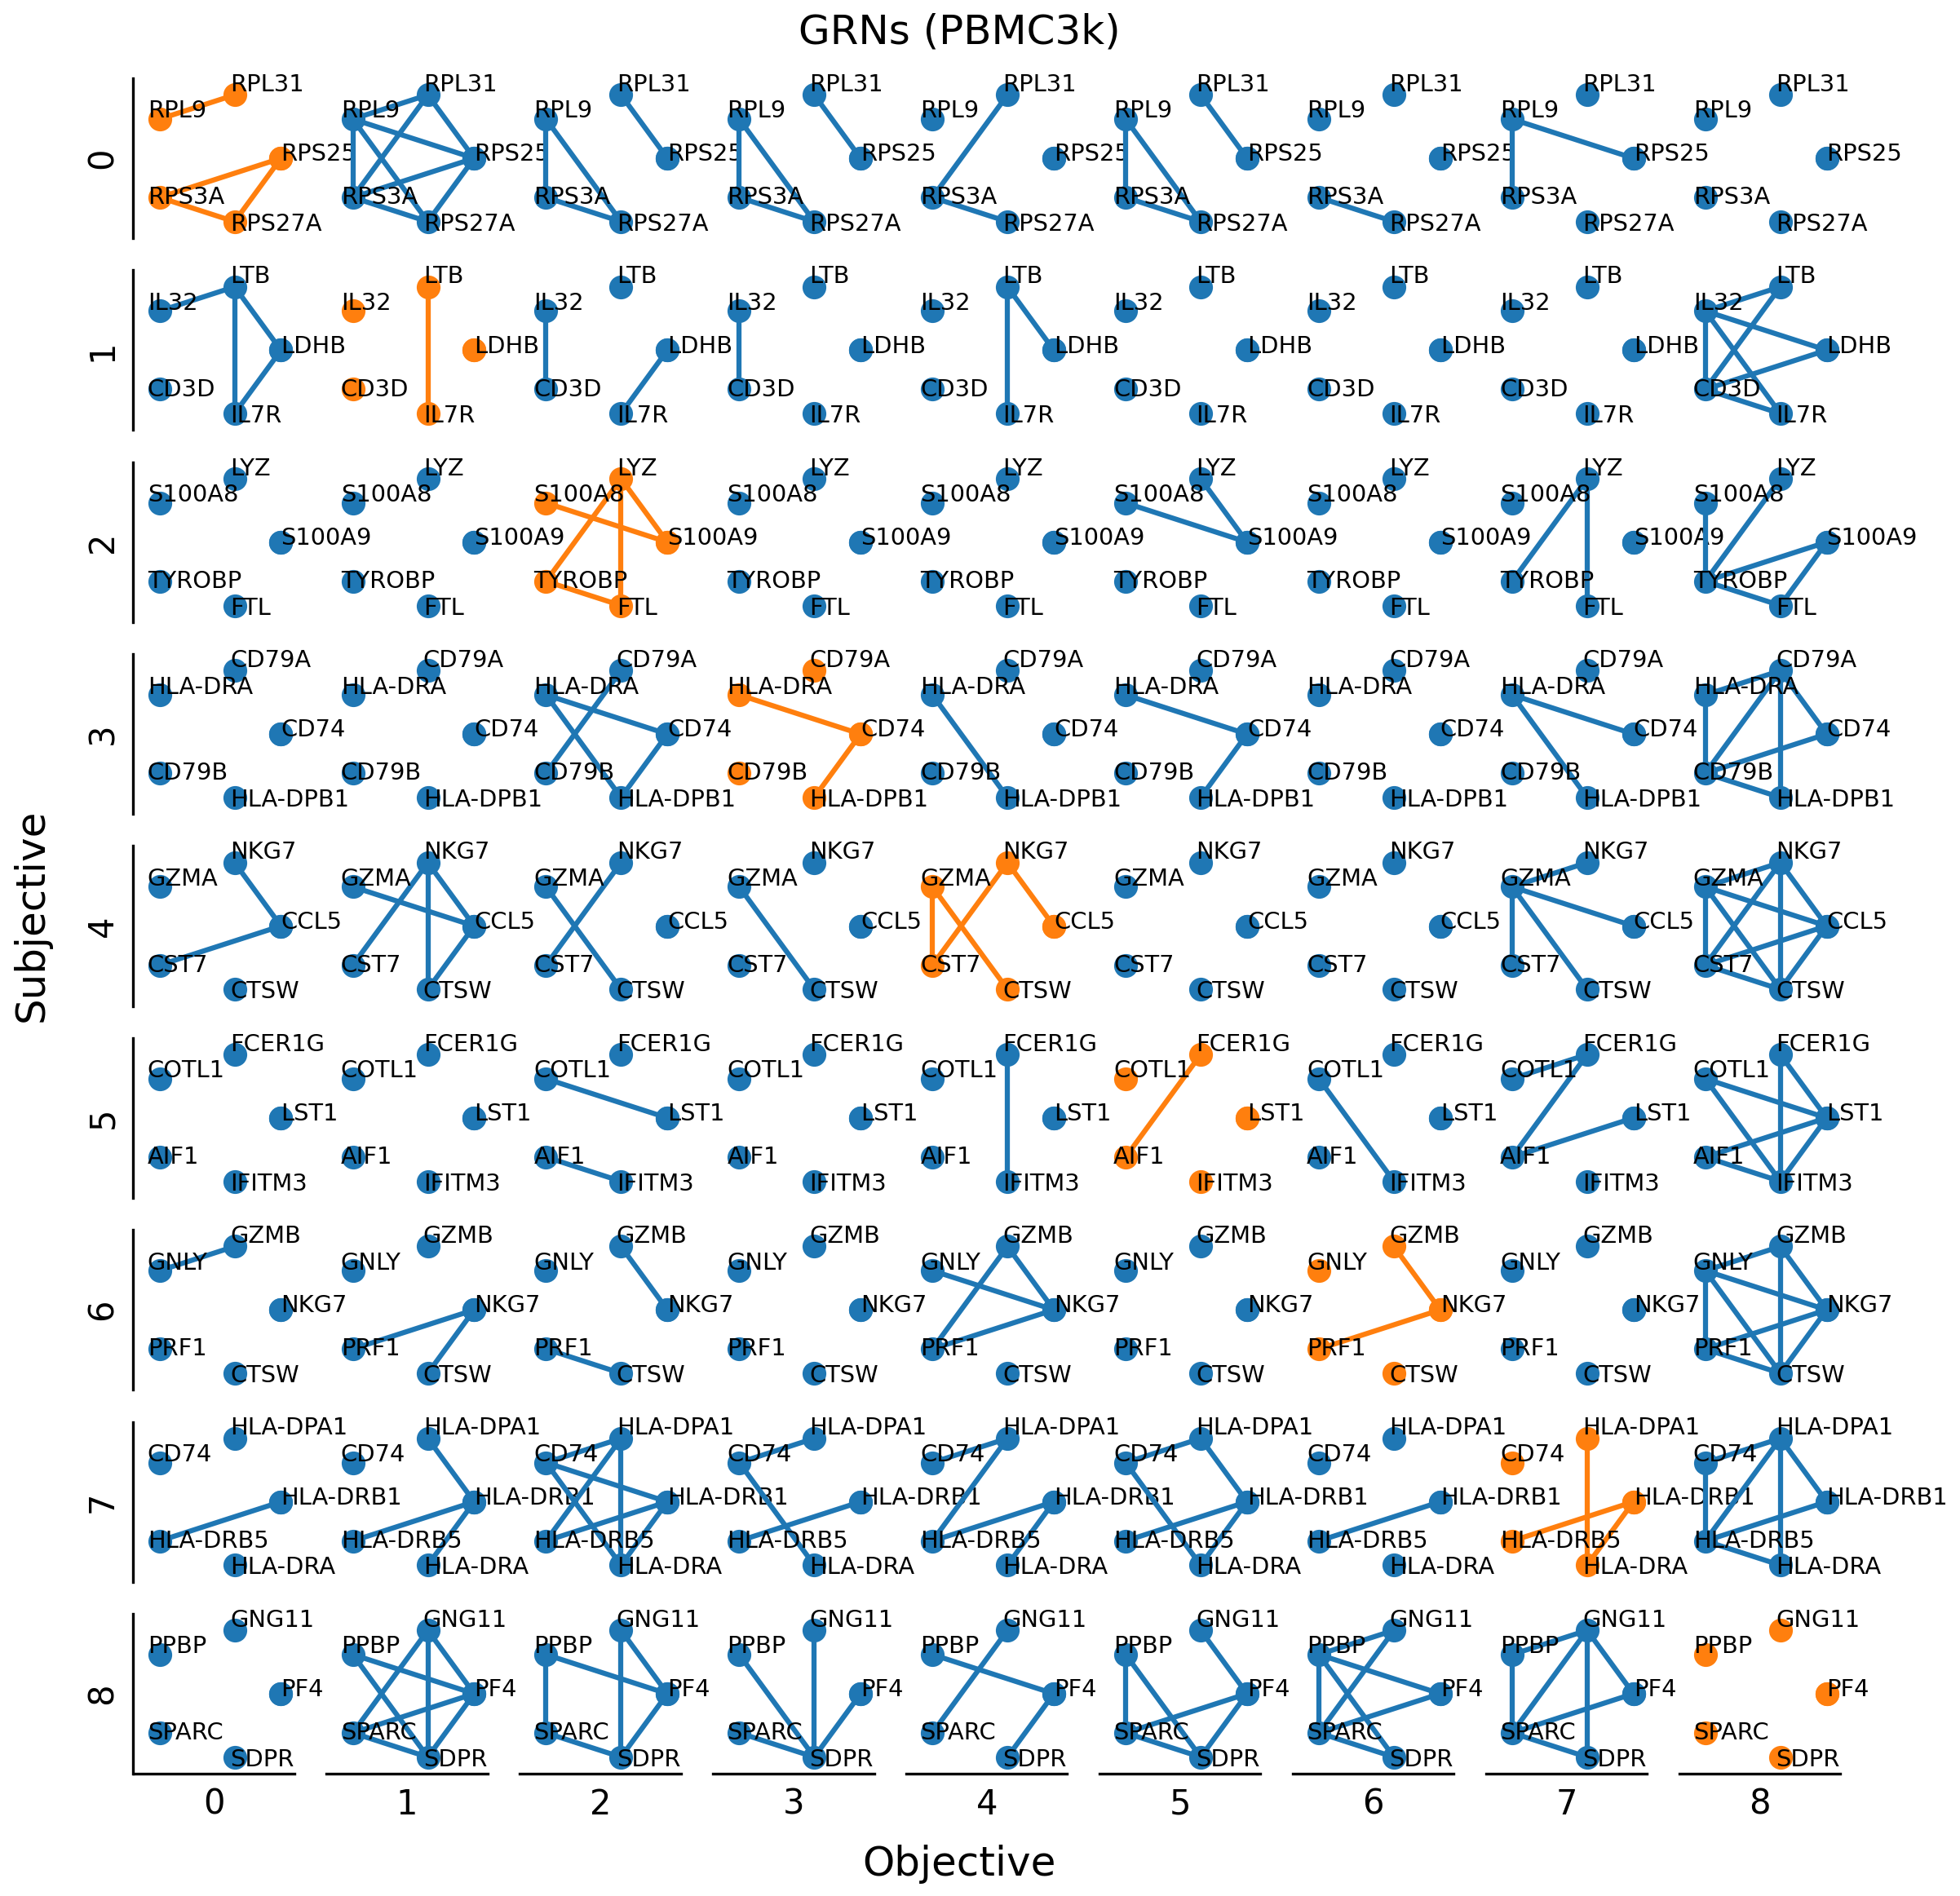 GRNs (PBMC3k)
RPL31 RPL31 RPL31 RPL31 RPL31 RPL31 RPL31 RPL31 RPL31
RPL9 RPL9 RPL9 RPL9 RPL9 RPL9 RPL9 RPL9 RPL9
0 RPS25 RPS25 RPS25 RPS25 RPS25 RPS25 RPS25 RPS25 RPS25
RPS3A RPS3A RPS3A RPS3A RPS3A RPS3A RPS3A RPS3A RPS3A
RPS27A RPS27A RPS27A RPS27A RPS27A RPS27A RPS27A RPS27A RPS27A
LTB LTB LTB LTB LTB LTB LTB LTB LTB
IL32 IL32 IL32 IL32 IL32 IL32 IL32 IL32 IL32
1 LDHB LDHB LDHB LDHB LDHB LDHB LDHB LDHB LDHB
CD3D CD3D CD3D CD3D CD3D CD3D CD3D CD3D CD3D
IL7R IL7R IL7R IL7R IL7R IL7R IL7R IL7R IL7R
LYZ LYZ LYZ LYZ LYZ LYZ LYZ LYZ LYZ
S100A8 S100A8 S100A8 S100A8 S100A8 S100A8 S100A8 S100A8 S100A8
2 S100A9 S100A9 S100A9 S100A9 S100A9 S100A9 S100A9 S100A9 S100A9
TYROBP TYROBP TYROBP TYROBP TYROBP TYROBP TYROBP TYROBP TYROBP
FTL FTL FTL FTL FTL FTL FTL FTL FTL
CD79A CD79A CD79A CD79A CD79A CD79A CD79A CD79A CD79A
HLA-DRA HLA-DRA HLA-DRA HLA-DRA HLA-DRA HLA-DRA HLA-DRA HLA-DRA HLA-DRA
3 CD74 CD74 CD74 CD74 CD74 CD74 CD74 CD74 CD74
CD79B CD79B CD79B CD79B CD79B CD79B CD79B CD79B CD79B
HLA-DPB1 HLA-DPB1 HLA-DPB1 HLA-DPB1 HLA-DPB1 HLA-DPB1 HLA-DPB1 HLA-DPB1 HLA-DPB1
Subjective
NKG7 NKG7 NKG7 NKG7 NKG7 NKG7 NKG7 NKG7 NKG7
GZMA GZMA GZMA GZMA GZMA GZMA GZMA GZMA GZMA
4 CCL5 CCL5 CCL5 CCL5 CCL5 CCL5 CCL5 CCL5 CCL5
CST7 CST7 CST7 CST7 CST7 CST7 CST7 CST7 CST7
CTSW CTSW CTSW CTSW CTSW CTSW CTSW CTSW CTSW
FCER1G FCER1G FCER1G FCER1G FCER1G FCER1G FCER1G FCER1G FCER1G
COTL1 COTL1 COTL1 COTL1 COTL1 COTL1 COTL1 COTL1 COTL1
5 LST1 LST1 LST1 LST1 LST1 LST1 LST1 LST1 LST1
AIF1 AIF1 AIF1 AIF1 AIF1 AIF1 AIF1 AIF1 AIF1
IFITM3 IFITM3 IFITM3 IFITM3 IFITM3 IFITM3 IFITM3 IFITM3 IFITM3
GZMB GZMB GZMB GZMB GZMB GZMB GZMB GZMB GZMB
GNLY GNLY GNLY GNLY GNLY GNLY GNLY GNLY GNLY
6 NKG7 NKG7 NKG7 NKG7 NKG7 NKG7 NKG7 NKG7 NKG7
PRF1 PRF1 PRF1 PRF1 PRF1 PRF1 PRF1 PRF1 PRF1
CTSW CTSW CTSW CTSW CTSW CTSW CTSW CTSW CTSW
HLA-DPA1 HLA-DPA1 HLA-DPA1 HLA-DPA1 HLA-DPA1 HLA-DPA1 HLA-DPA1 HLA-DPA1 HLA-DPA1
CD74 CD74 CD74 CD74 CD74 CD74 CD74 CD74 CD74
7 HLA-DRB1 HLA-DRB1 HLA-DRB1 HLA-DRB1 HLA-DRB1 HLA-DRB1 HLA-DRB1 HLA-DRB1 HLA-DRB1
HLA-DRB5 HLA-DRB5 HLA-DRB5 HLA-DRB5 HLA-DRB5 HLA-DRB5 HLA-DRB5 HLA-DRB5 HLA-DRB5
HLA-DRA HLA-DRA HLA-DRA HLA-DRA HLA-DRA HLA-DRA HLA-DRA HLA-DRA HLA-DRA
GNG11 GNG11 GNG11 GNG11 GNG11 GNG11 GNG11 GNG11 GNG11
PPBP PPBP PPBP PPBP PPBP PPBP PPBP PPBP PPBP
8 PF4 PF4 PF4 PF4 PF4 PF4 PF4 PF4 PF4
SPARC SPARC SPARC SPARC SPARC SPARC SPARC SPARC SPARC
SDPR SDPR SDPR SDPR SDPR SDPR SDPR SDPR SDPR
0 1 2 3 4 5 6 7 8
Objective